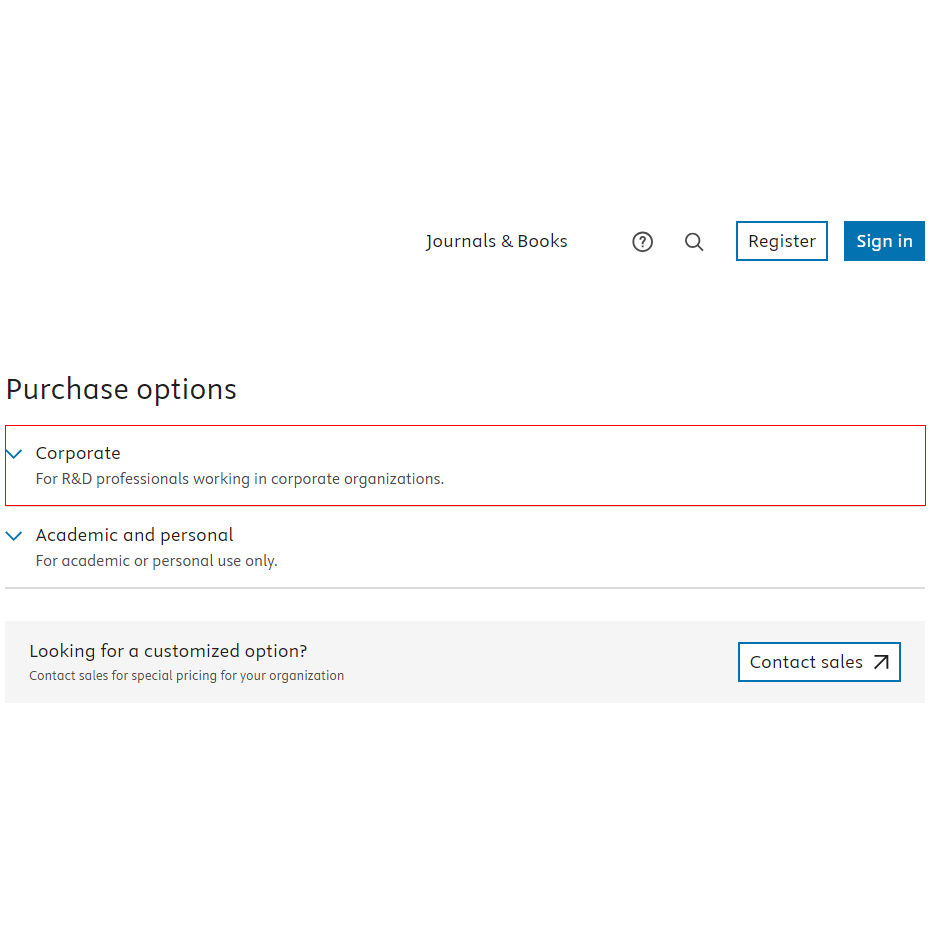 Journals & Books
Register
Sign in
Purchase options
Corporate
For R&D professionals working in corporate organizations.
Academic and personal
For academic or personal use only.
Looking for a customized option?
Contact sales for special pricing for your organization
Contact sales